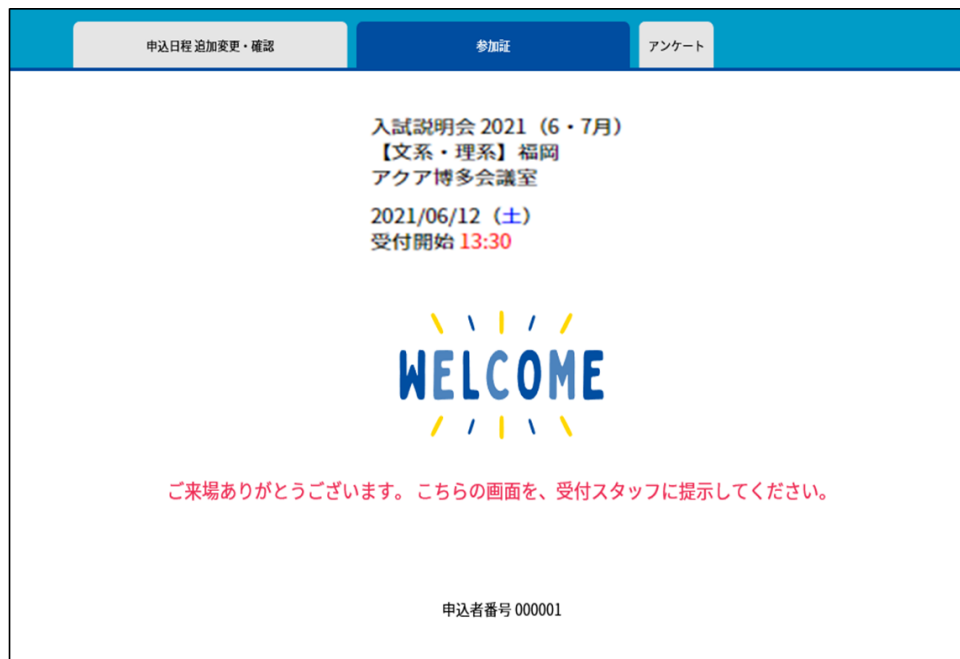 申込日程 追加変更・確認
参加証
アンケート
入試説明会 2021（6・7月）
【文系・理系】福岡
アクア博多会議室
2021/06/12（土）
受付開始 13:30
WELCOME
ご来場ありがとうございます。こちらの画面を、受付スタッフに提示してください。
申込者番号 000001